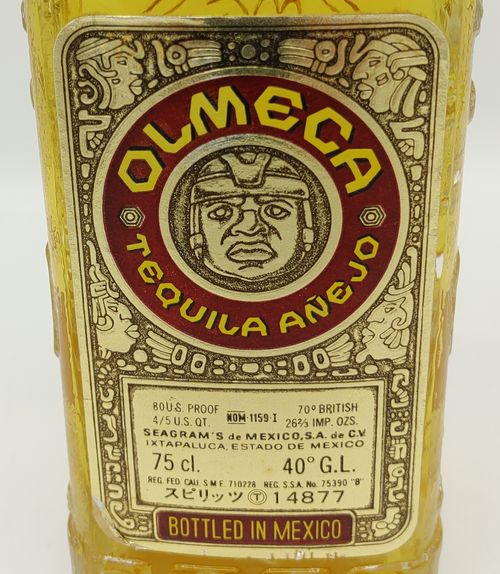 OLMECA
TEQUILA AÑEJO
80 U.S. PROOF NOM-1159-I 70º BRITISH
4/5 U.S. QT. 26⅔ IMP. OZS.
SEAGRAM'S de MEXICO, S.A. de C.V.
IXTAPALUCA, ESTADO DE MEXICO
75 cl. 40º G.L.
REG. FED. CAU. S M E. 710228 REG. S.S.A. No. 75390 "B"
スピリッツ Ⓣ 14877
BOTTLED IN MEXICO